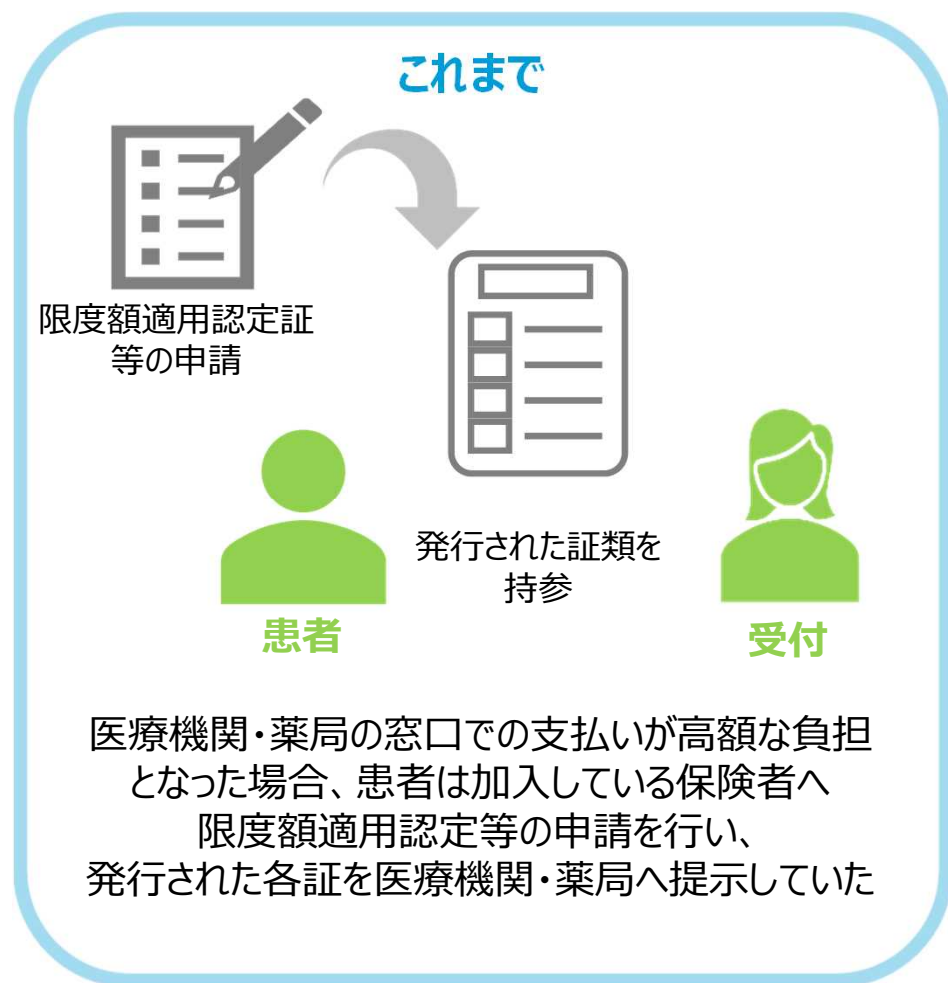 これまで
限度額適用認定証
等の申請
発行された証類を
持参
患者
受付
医療機関・薬局の窓口での支払いが高額な負担
となった場合、患者は加入している保険者へ
限度額適用認定等の申請を行い、
発行された各証を医療機関・薬局へ提示していた